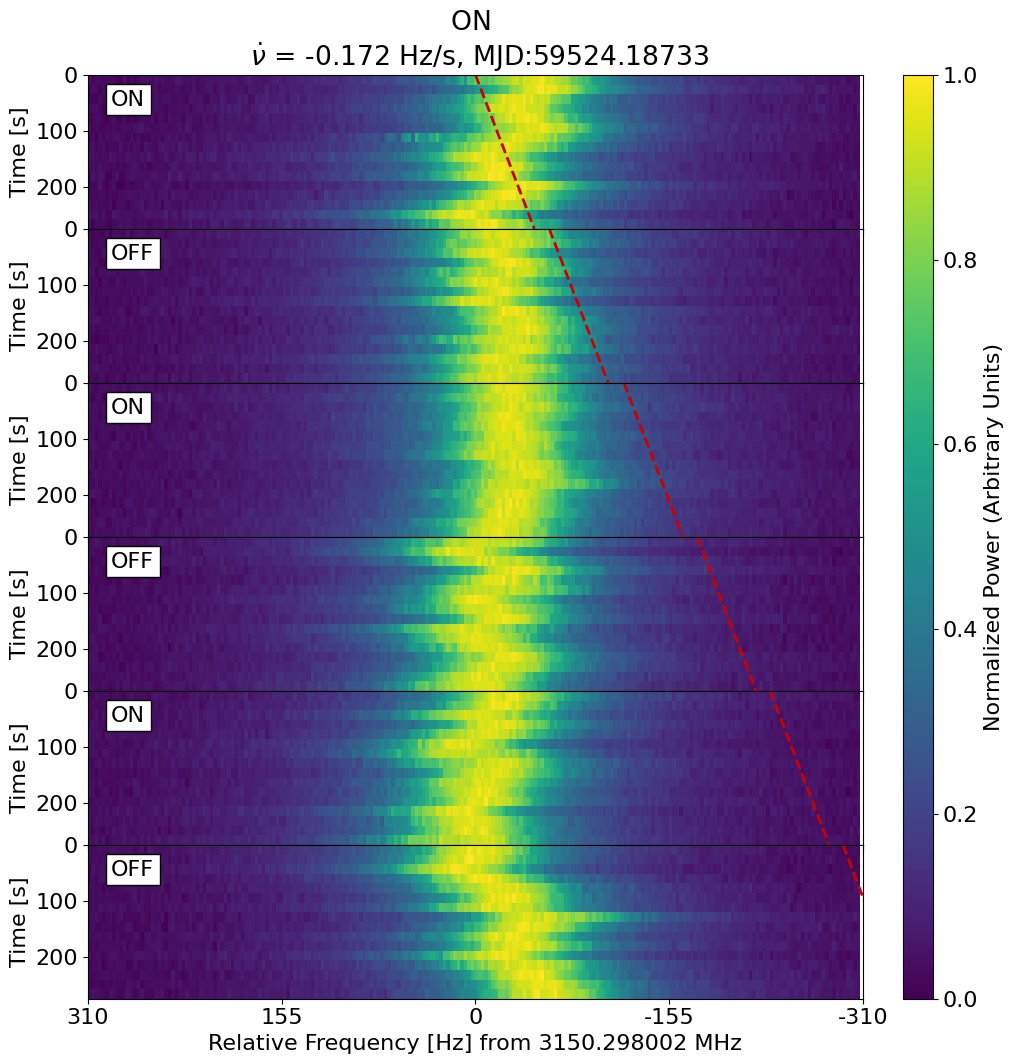 ON
ν̇ = -0.172 Hz/s, MJD:59524.18733
0
ON
100
200
Time [s]
0
OFF
100
200
Time [s]
0
ON
100
200
Time [s]
0
OFF
100
200
Time [s]
0
ON
100
200
Time [s]
0
OFF
100
200
Time [s]
310 155 0 -155 -310
Relative Frequency [Hz] from 3150.298002 MHz
1.0
0.8
0.6
0.4
0.2
0.0
Normalized Power (Arbitrary Units)